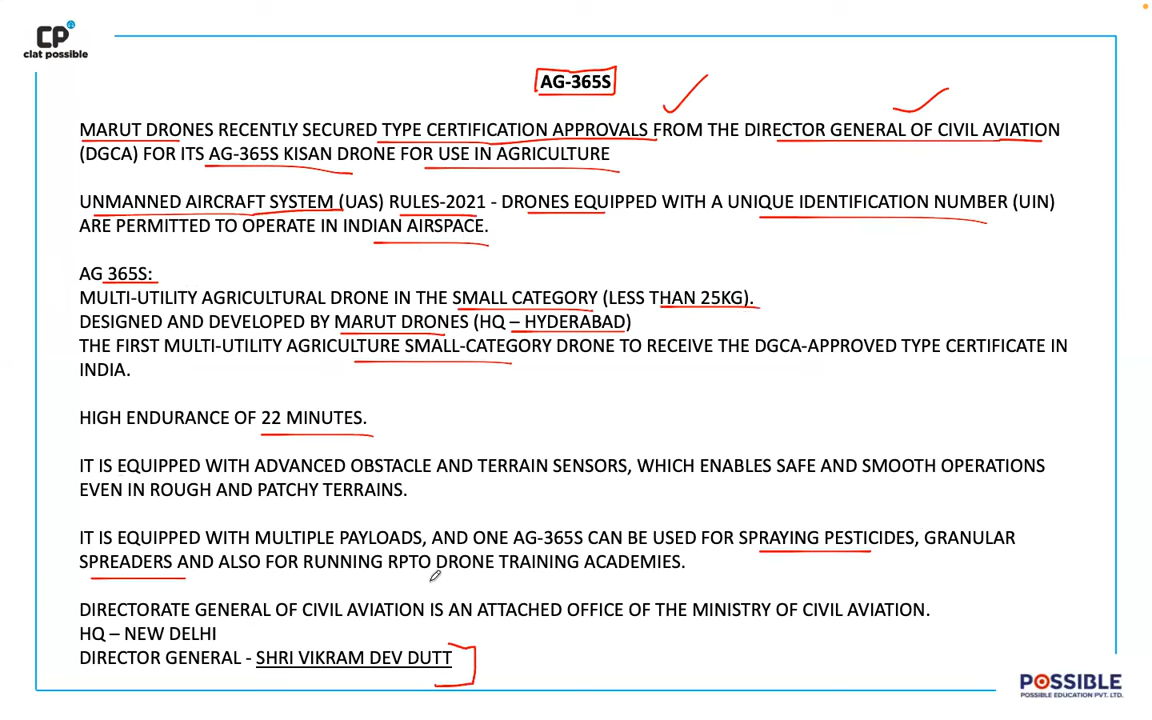 CP
clat possible
AG-365S
MARUT DRONES RECENTLY SECURED TYPE CERTIFICATION APPROVALS FROM THE DIRECTOR GENERAL OF CIVIL AVIATION
(DGCA) FOR ITS AG-365S KISAN DRONE FOR USE IN AGRICULTURE
UNMANNED AIRCRAFT SYSTEM (UAS) RULES-2021 - DRONES EQUIPPED WITH A UNIQUE IDENTIFICATION NUMBER (UIN)
ARE PERMITTED TO OPERATE IN INDIAN AIRSPACE.
AG 365S:
MULTI-UTILITY AGRICULTURAL DRONE IN THE SMALL CATEGORY (LESS THAN 25KG).
DESIGNED AND DEVELOPED BY MARUT DRONES (HQ – HYDERABAD)
THE FIRST MULTI-UTILITY AGRICULTURE SMALL-CATEGORY DRONE TO RECEIVE THE DGCA-APPROVED TYPE CERTIFICATE IN
INDIA.
HIGH ENDURANCE OF 22 MINUTES.
IT IS EQUIPPED WITH ADVANCED OBSTACLE AND TERRAIN SENSORS, WHICH ENABLES SAFE AND SMOOTH OPERATIONS
EVEN IN ROUGH AND PATCHY TERRAINS.
IT IS EQUIPPED WITH MULTIPLE PAYLOADS, AND ONE AG-365S CAN BE USED FOR SPRAYING PESTICIDES, GRANULAR
SPREADERS AND ALSO FOR RUNNING RPTO DRONE TRAINING ACADEMIES.
DIRECTORATE GENERAL OF CIVIL AVIATION IS AN ATTACHED OFFICE OF THE MINISTRY OF CIVIL AVIATION.
HQ – NEW DELHI
DIRECTOR GENERAL - SHRI VIKRAM DEV DUTT
POSSIBLE
POSSIBLE EDUCATION PVT. LTD.